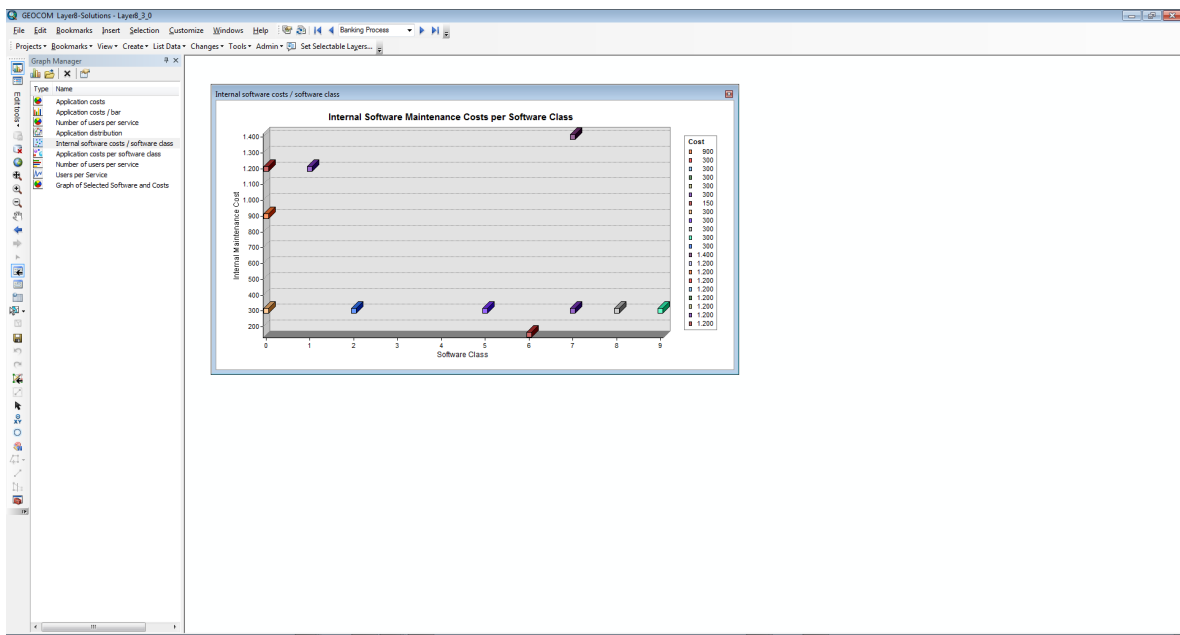 GEOCOM Layer8-Solutions - Layer8_3_0
File Edit Bookmarks Insert Selection Customize Windows Help Banking Process
Projects Bookmarks View Create List Data Changes Tools Admin Set Selectable Layers...
Graph Manager
Type Name
Application costs
Application costs / bar
Number of users per service
Application distribution
Internal software costs / software class
Application costs per software class
Number of users per service
Users per Service
Graph of Selected Software and Costs
Edit tools
XY
Internal software costs / software class
Internal Software Maintenance Costs per Software Class
Internal Maintenance Cost
1.400
1.300
1.200
1.100
1.000
900
800
700
600
500
400
300
200
0 1 2 3 4 5 6 7 8 9
Software Class
Cost
900
300
300
300
300
300
150
300
300
300
300
300
1.400
1.200
1.200
1.200
1.200
1.200
1.200
1.200
1.200